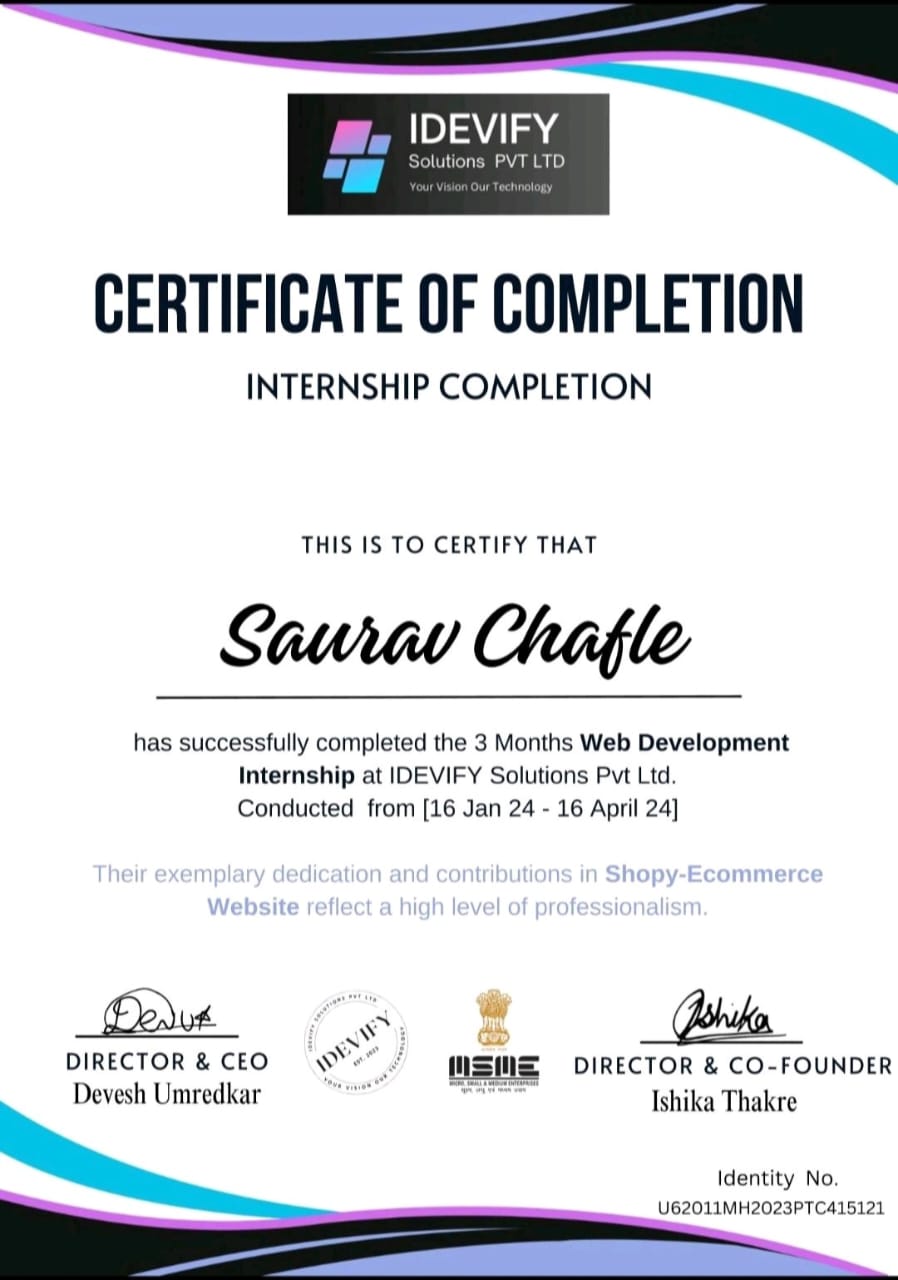 IDEVIFY
Solutions PVT LTD
Your Vision Our Technology
CERTIFICATE OF COMPLETION
INTERNSHIP COMPLETION
THIS IS TO CERTIFY THAT
Saurav Chafle
has successfully completed the 3 Months Web Development
Internship at IDEVIFY Solutions Pvt Ltd.
Conducted from [16 Jan 24 - 16 April 24]
Their exemplary dedication and contributions in Shopy-Ecommerce
Website reflect a high level of professionalism.
Ishika
DIRECTOR & CEO
Devesh Umredkar
IDEVIFY SOLUTIONS PVT LTD
IDEVIFY
EST. 2023
YOUR VISION OUR TECHNOLOGY
MSME
MICRO, SMALL & MEDIUM ENTERPRISES
DIRECTOR & CO-FOUNDER
Ishika Thakre
Identity No.
U62011MH2023PTC415121